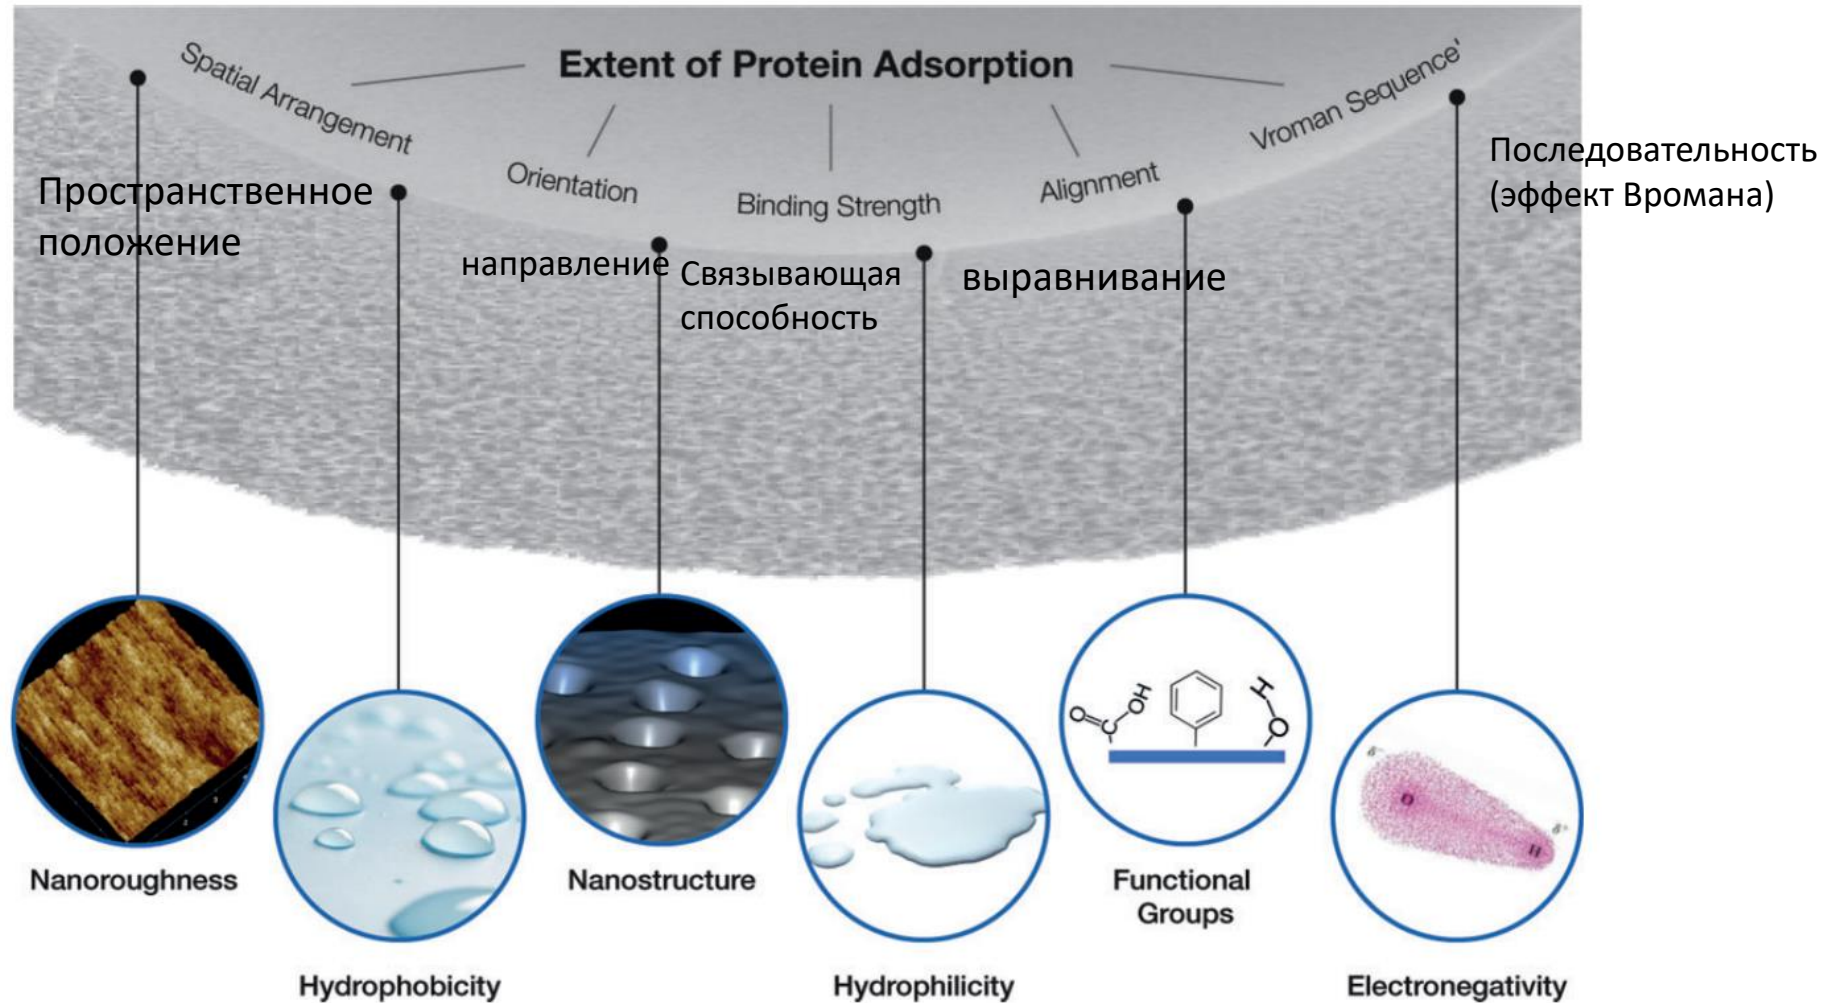 Extent of Protein Adsorption
Spatial Arrangement
Orientation
Binding Strength
Alignment
Vroman Sequence'
Пространственное
положение
направление
Связывающая
способность
выравнивание
Последовательность
(эффект Вромана)
O
C
OH
H
O
δ-
O
H
δ+
Nanoroughness
Hydrophobicity
Nanostructure
Hydrophilicity
Functional
Groups
Electronegativity